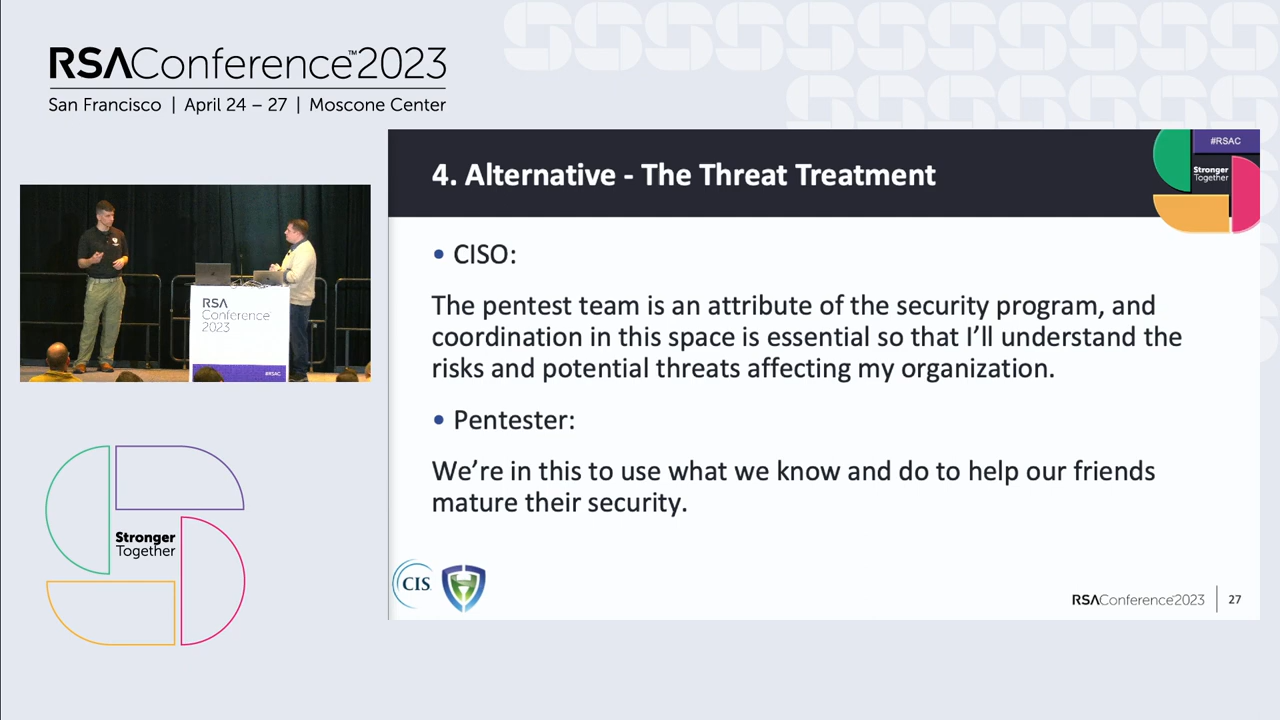 RSAConference™2023
San Francisco | April 24 – 27 | Moscone Center
#RSAC
Stronger
Together
4. Alternative - The Threat Treatment
• CISO:
The pentest team is an attribute of the security program, and
coordination in this space is essential so that I’ll understand the
risks and potential threats affecting my organization.
• Pentester:
We’re in this to use what we know and do to help our friends
mature their security.
CIS
RSAConference2023 | 27
RSA
Conference
2023
#RSAC
Stronger
Together